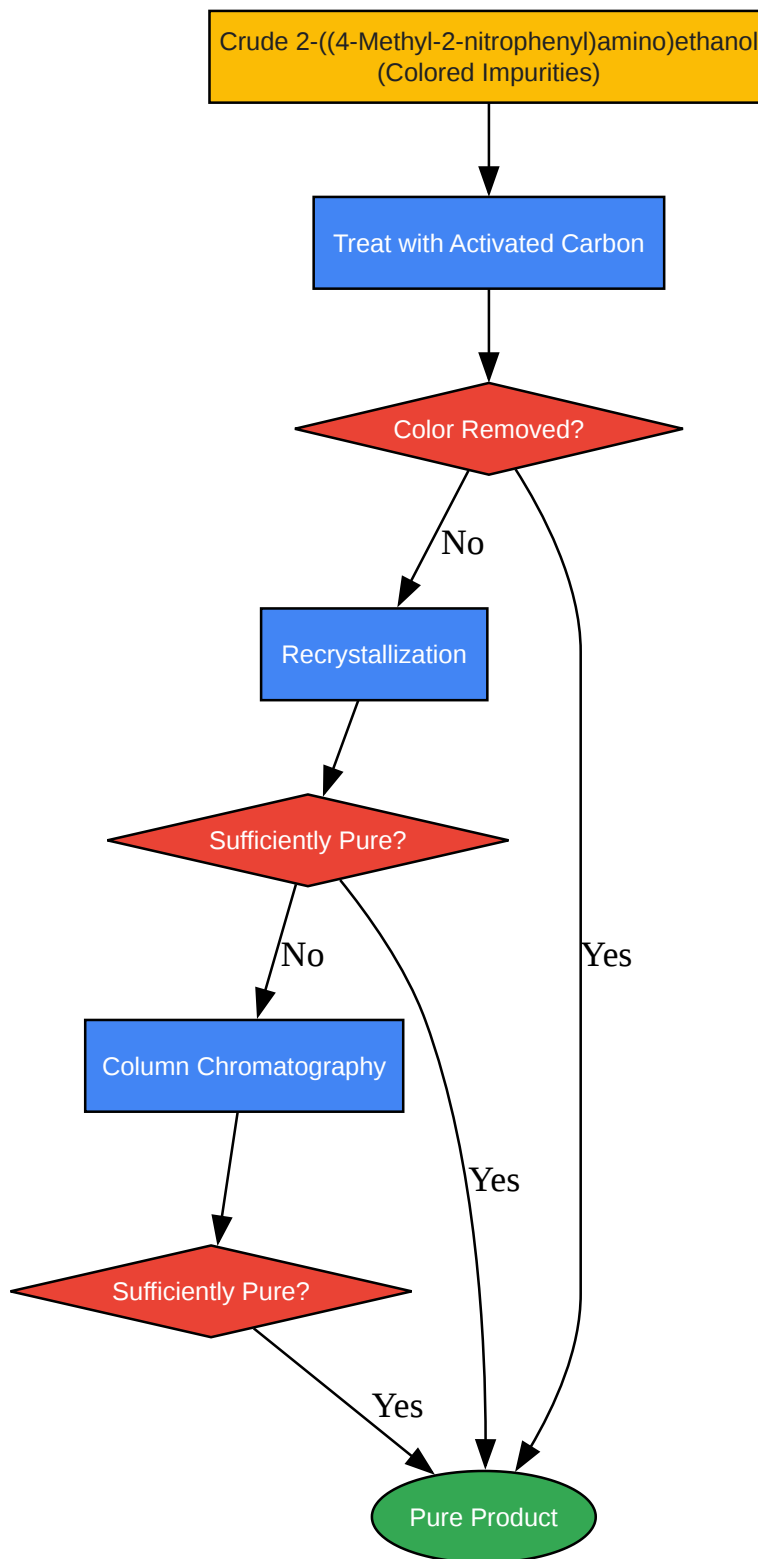 Crude 2-((4-Methyl-2-nitrophenyl)amino)ethanol
(Colored Impurities)
Treat with Activated Carbon
Color Removed?
No
Recrystallization
Sufficiently Pure?
No
Yes
Column Chromatography
Yes
Sufficiently Pure?
Yes
Pure Product